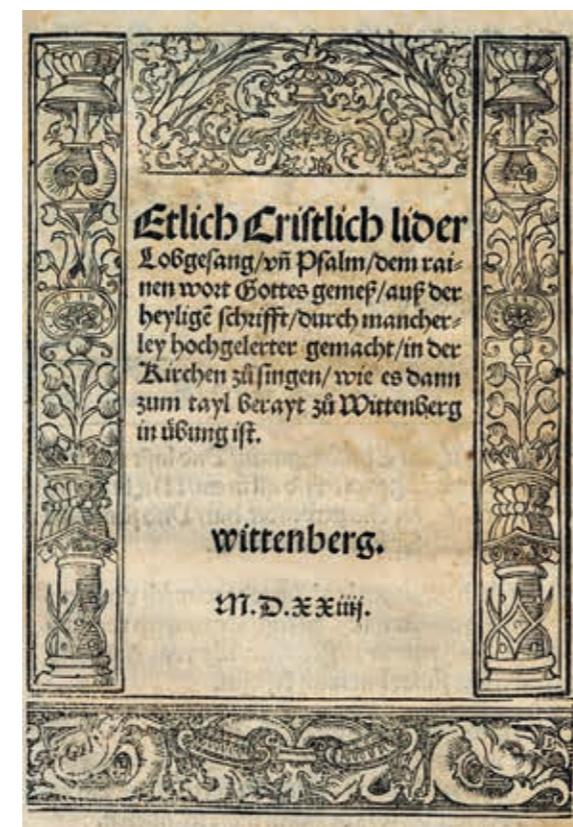 Etlich Cristlich lider
Lobgesang/vñ Psalm/dem rai⸗
nen wort Gottes gemeß/auß der
heyligẽ schrifft/durch mancher⸗
ley hochgelerter gemacht/in der
Kirchen zů singen/wie es dann
zum tayl berayt zů Wittenberg
in übung ist.
wittenberg.
M.D.XXiiij.